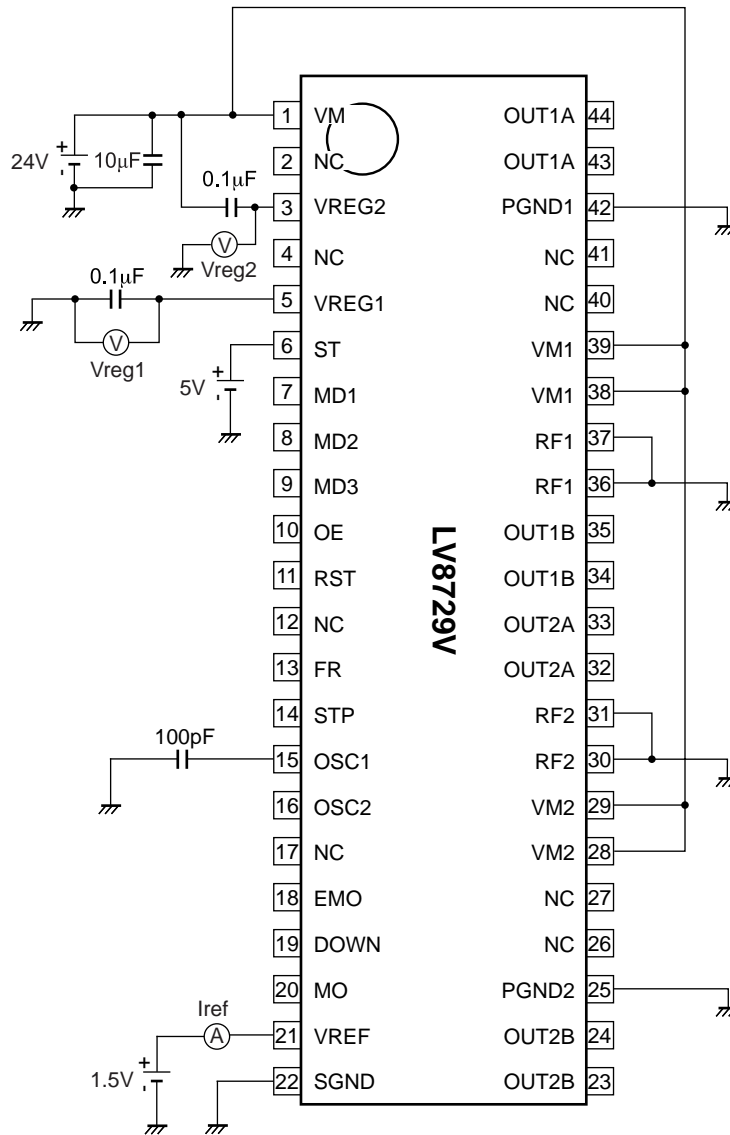 1 VM OUT1A 44
24V + - 10µF
2 NC OUT1A 43
0.1µF
3 VREG2 PGND1 42
V
Vreg2
4 NC NC 41
0.1µF
5 VREG1 NC 40
V
Vreg1
6 ST VM1 39
5V + -
7 MD1 VM1 38
8 MD2 RF1 37
9 MD3 RF1 36
10 OE OUT1B 35
11 RST OUT1B 34
LV8729V
12 NC OUT2A 33
13 FR OUT2A 32
14 STP RF2 31
100pF
15 OSC1 RF2 30
16 OSC2 VM2 29
17 NC VM2 28
18 EMO NC 27
19 DOWN NC 26
20 MO PGND2 25
Iref
A
21 VREF OUT2B 24
1.5V + -
22 SGND OUT2B 23